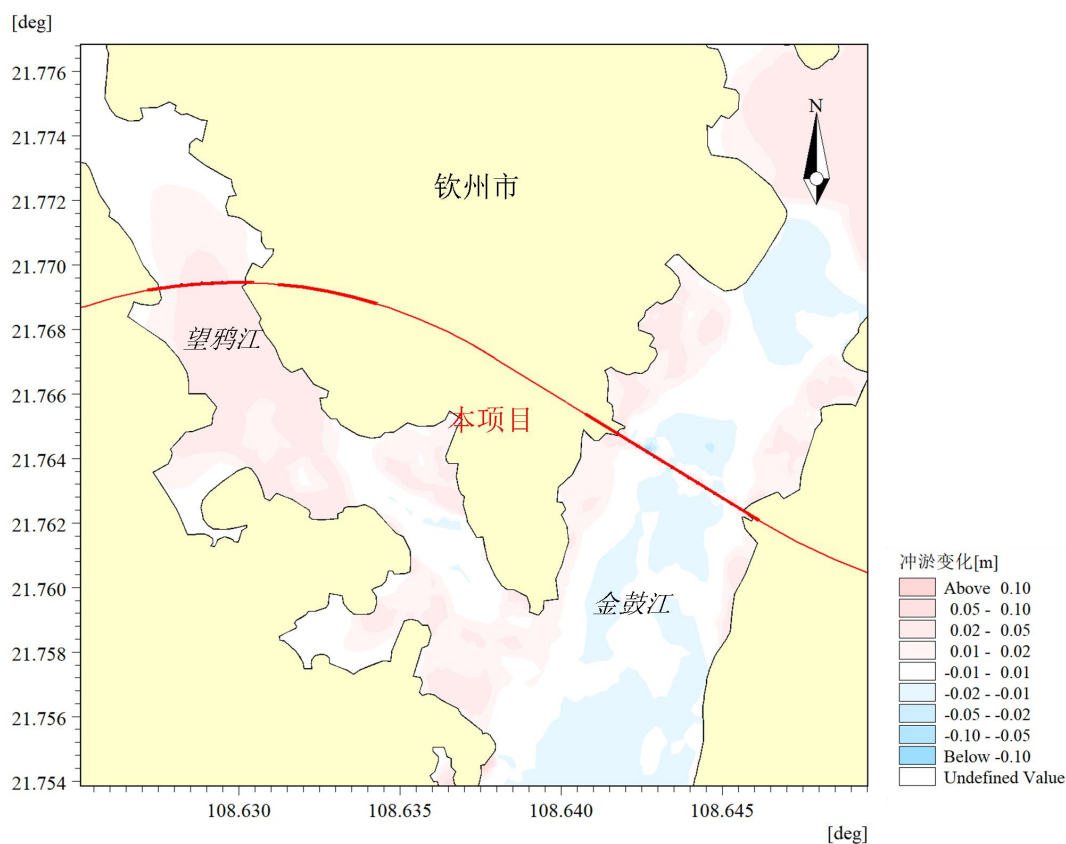 [deg]
21.776
21.774
21.772
21.770
21.768
21.766
21.764
21.762
21.760
21.758
21.756
21.754
N
钦州市
望鸦江
本项目
金鼓江
108.630
108.635
108.640
108.645
[deg]
冲淤变化[m]
Above 0.10
0.05 - 0.10
0.02 - 0.05
0.01 - 0.02
-0.01 - 0.01
-0.02 - -0.01
-0.05 - -0.02
-0.10 - -0.05
Below -0.10
Undefined Value